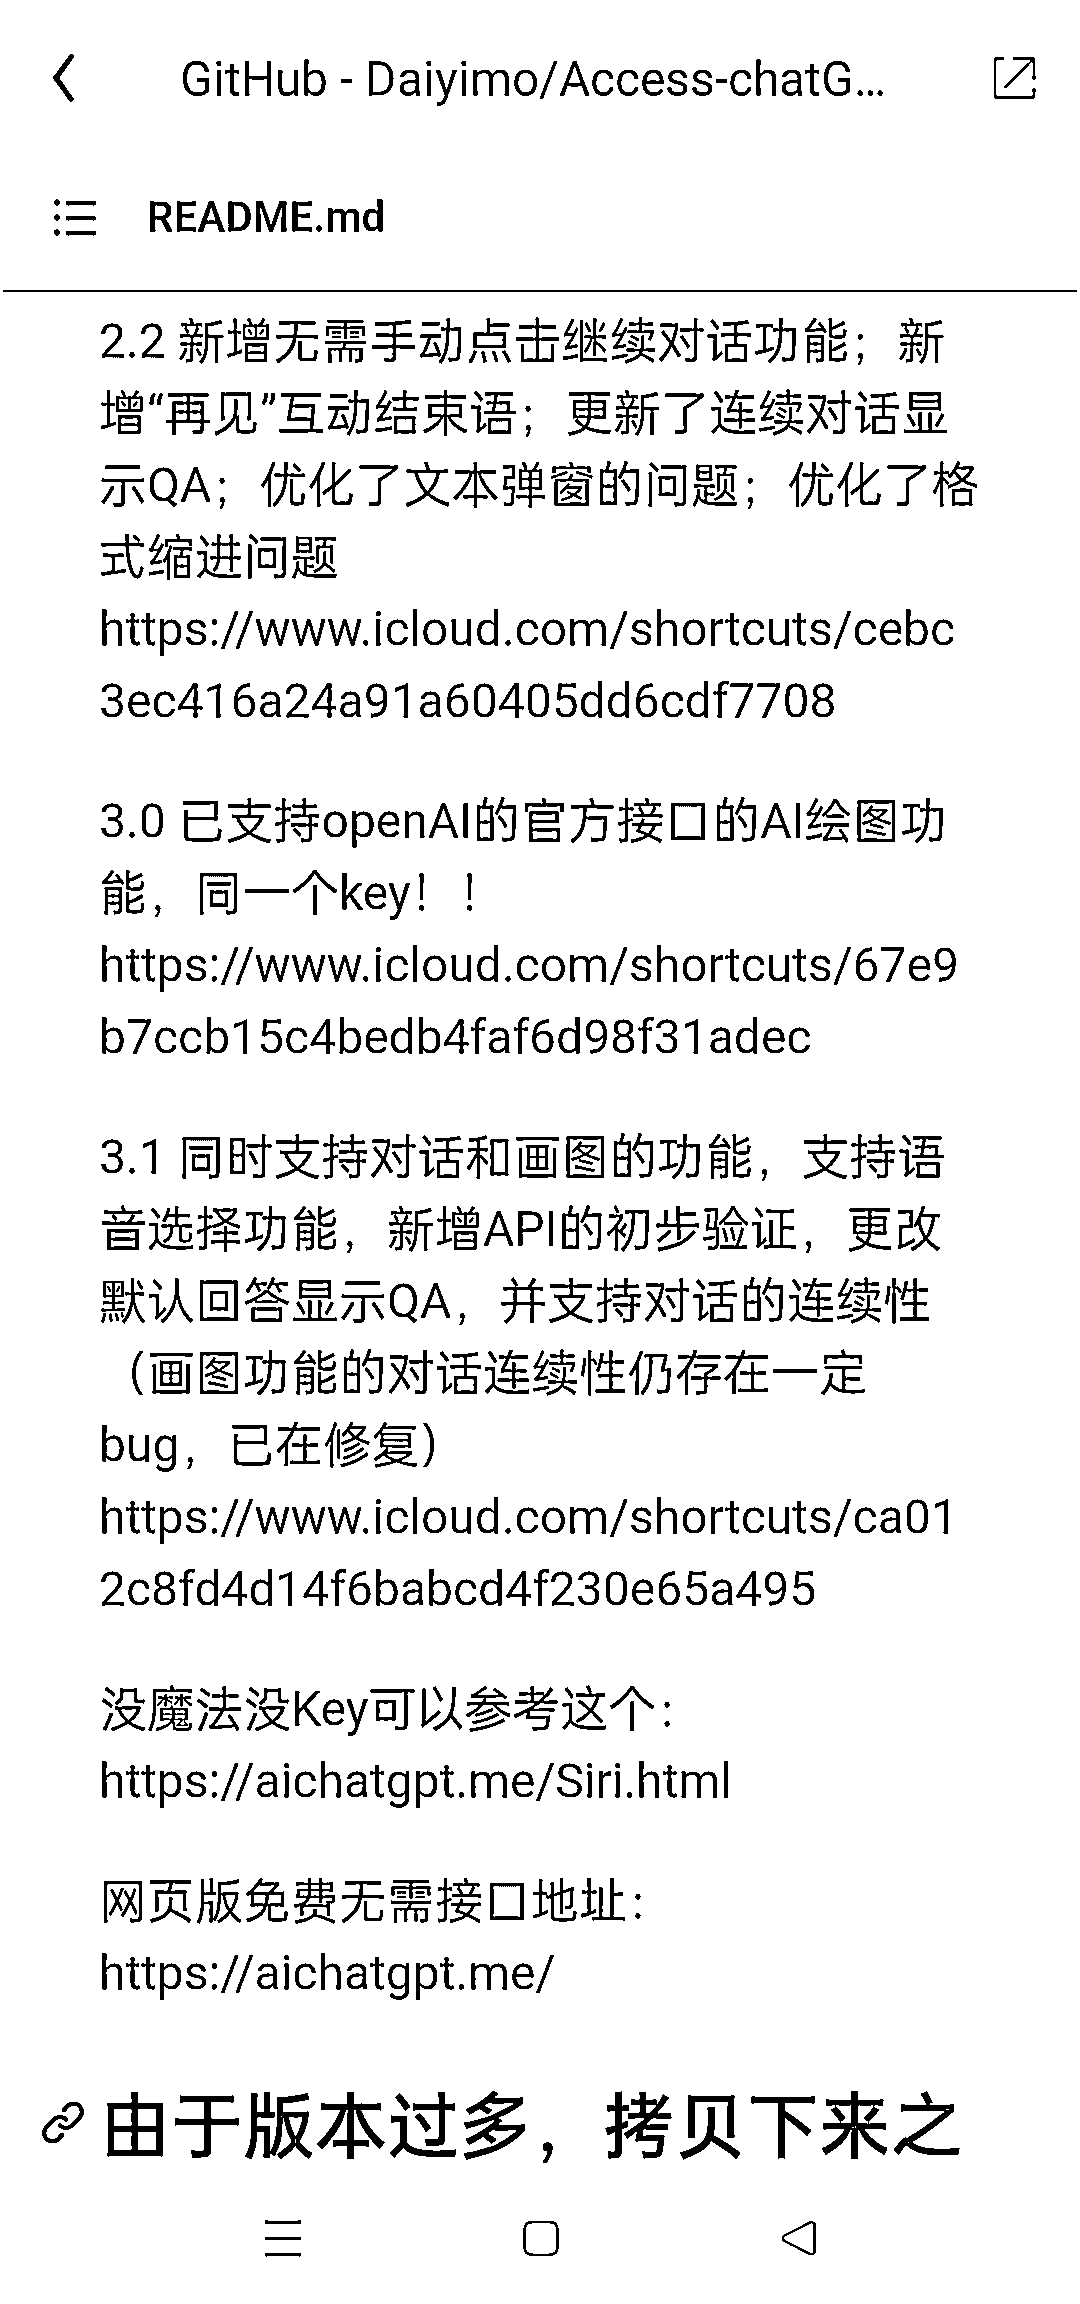 GitHub - Daiyimo/Access-chatG...
README.md
2.2 新增无需手动点击继续对话功能；新
增“再见”互动结束语；更新了连续对话显
示QA；优化了文本弹窗的问题；优化了格
式缩进问题
https://www.icloud.com/shortcuts/cebc
3ec416a24a91a60405dd6cdf7708
3.0 已支持openAI的官方接口的AI绘图功
能，同一个key！！
https://www.icloud.com/shortcuts/67e9
b7ccb15c4bedb4faf6d98f31adec
3.1 同时支持对话和画图的功能，支持语
音选择功能，新增API的初步验证，更改
默认回答显示QA，并支持对话的连续性
（画图功能的对话连续性仍存在一定
bug，已在修复）
https://www.icloud.com/shortcuts/ca01
2c8fd4d14f6babcd4f230e65a495
没魔法没Key可以参考这个：
https://aichatgpt.me/Siri.html
网页版免费无需接口地址：
https://aichatgpt.me/
由于版本过多，拷贝下来之